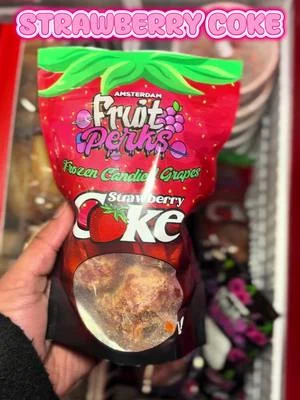 STRAWBERRY COKE
AMSTERDAM
Fruit
Perks
Frozen Candied Grapes
Strawberry
Coke